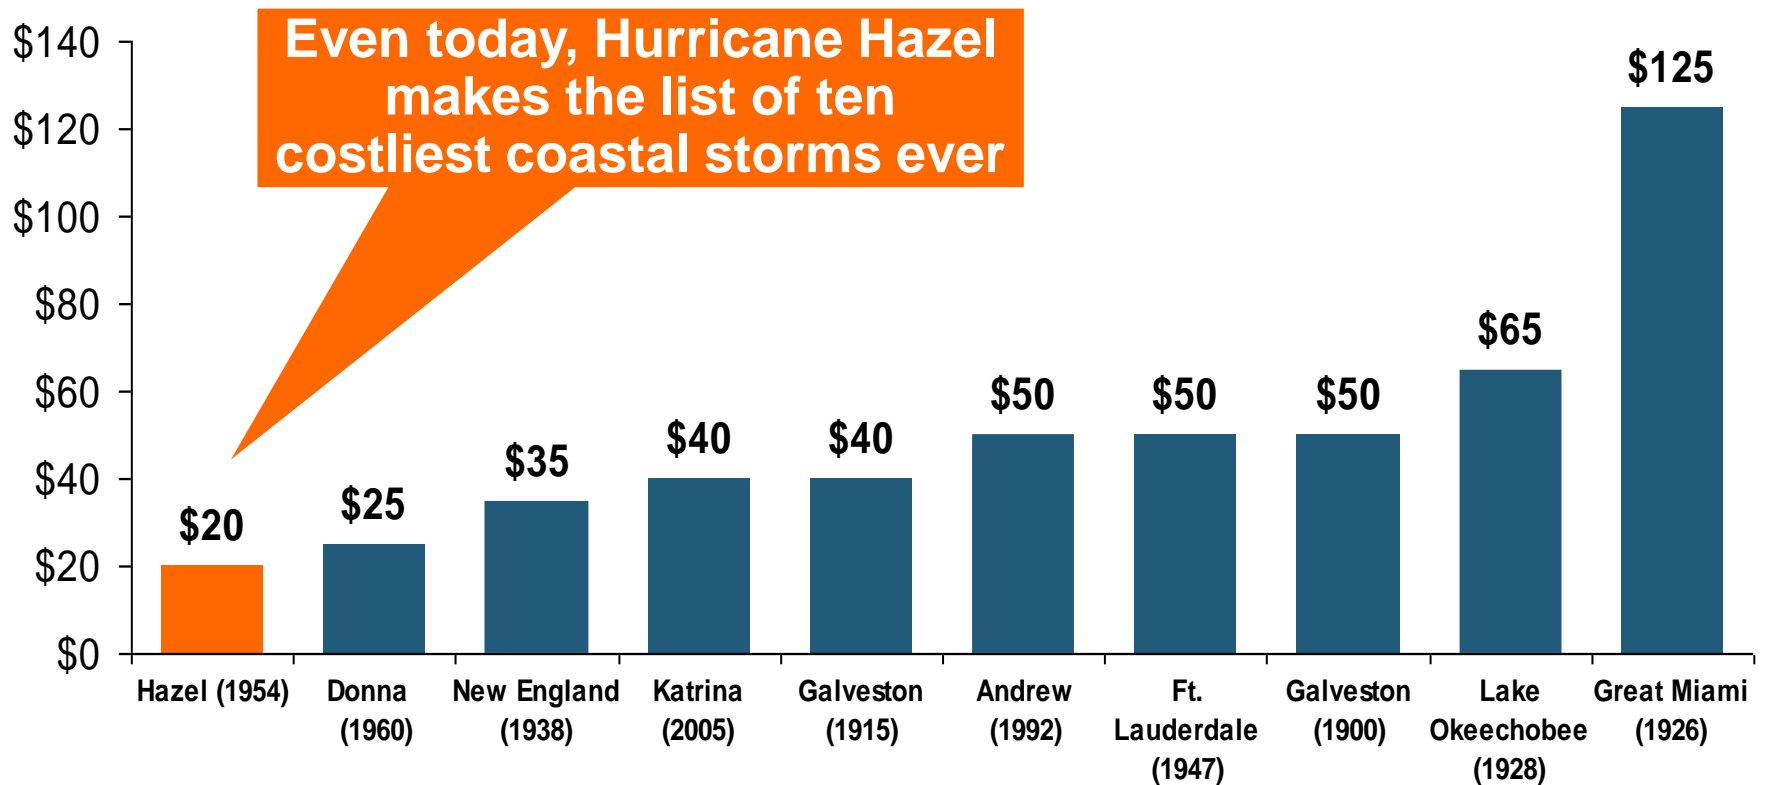 Even today, Hurricane Hazel
makes the list of ten
costliest coastal storms ever
$140
$120
$100
$80
$60
$40
$20
$0
$20
$25
$35
$40
$40
$50
$50
$50
$65
$125
Hazel (1954)
Donna
(1960)
New England
(1938)
Katrina
(2005)
Galveston
(1915)
Andrew
(1992)
Ft.
Lauderdale
(1947)
Galveston
(1900)
Lake
Okeechobee
(1928)
Great Miami
(1926)